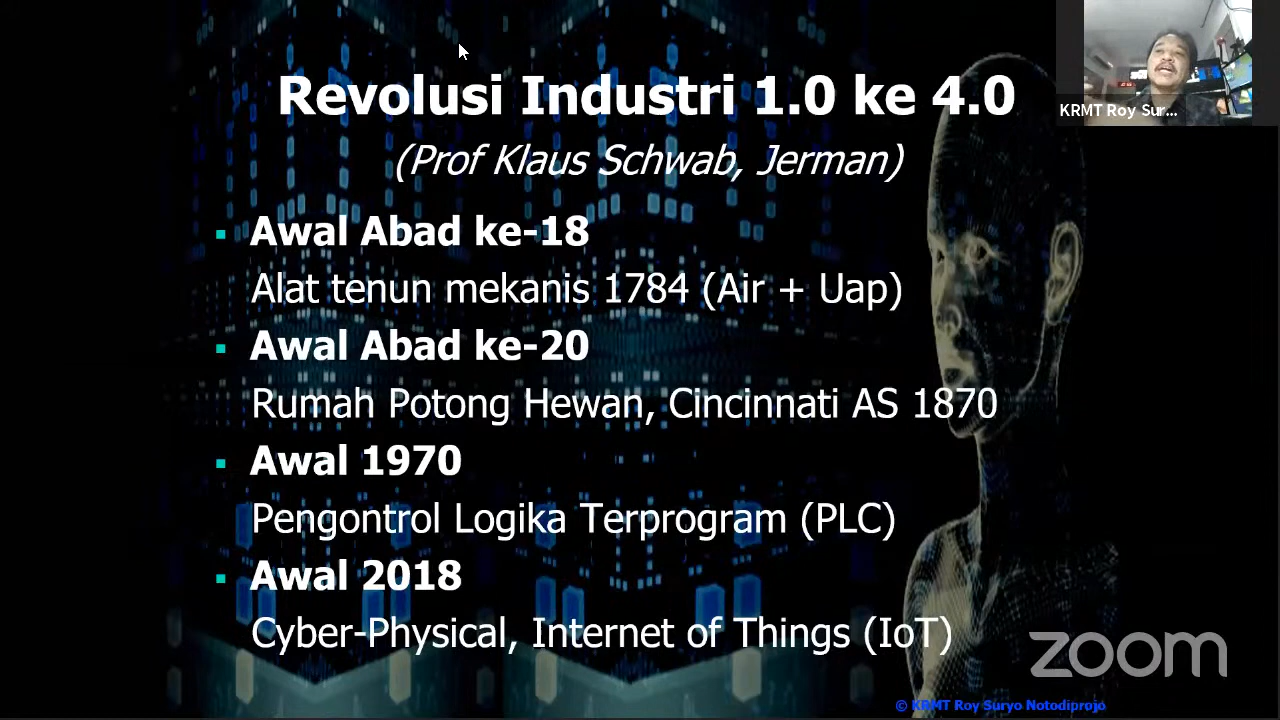 Revolusi Industri 1.0 ke 4.0
(Prof Klaus Schwab, Jerman)
Awal Abad ke-18
Alat tenun mekanis 1784 (Air + Uap)
Awal Abad ke-20
Rumah Potong Hewan, Cincinnati AS 1870
Awal 1970
Pengontrol Logika Terprogram (PLC)
Awal 2018
Cyber-Physical, Internet of Things (IoT)
KRMT Roy Sur...
zoom
© KRMT Roy Suryo Notodiprojo